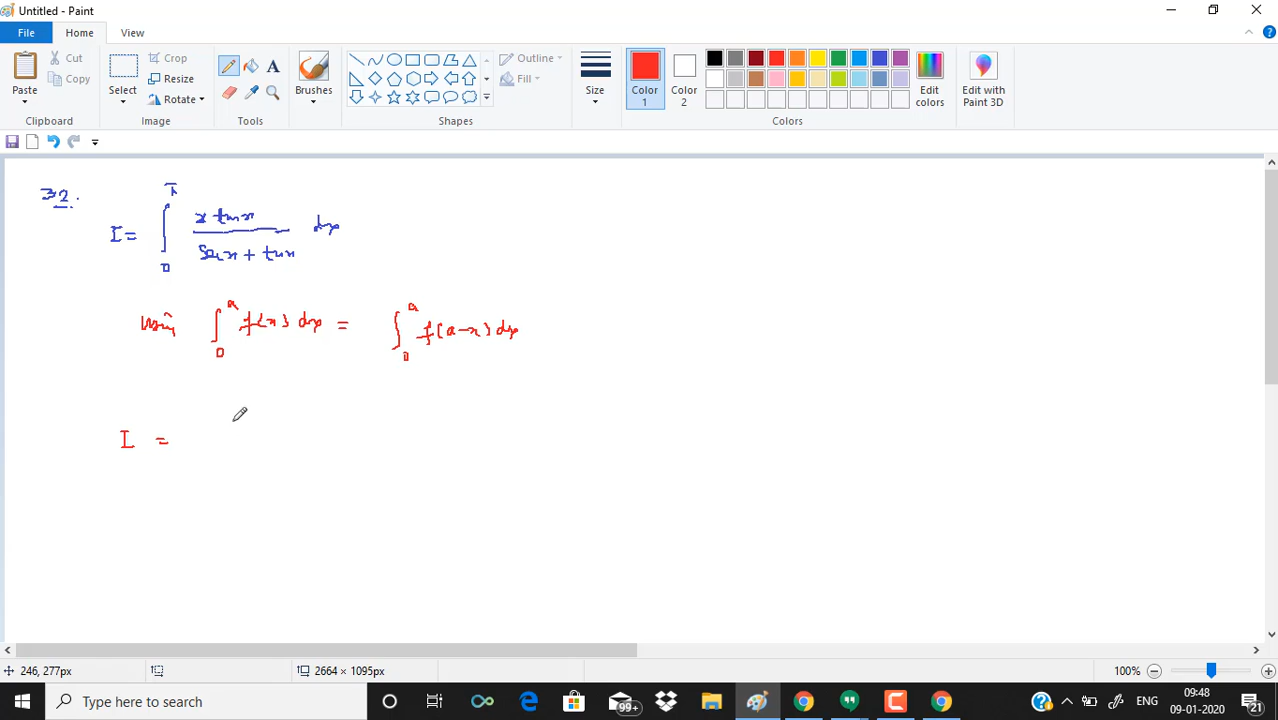 Untitled - Paint
File Home View
Paste Cut Copy
Clipboard
Select Crop Resize Rotate
Image
Tools
Brushes
Outline Fill
Shapes
Size
Color 1
Color 2
Edit colors
Colors
Edit with Paint 3D
32.
I = ∫₀^π x tan x / sec x + tan x dx
Using ∫₀^a f(x) dx = ∫₀^a f(a-x) dx
I =
246, 277px 2664 × 1095px 100%
Type here to search 99+ ENG 09:48 09-01-2020 21